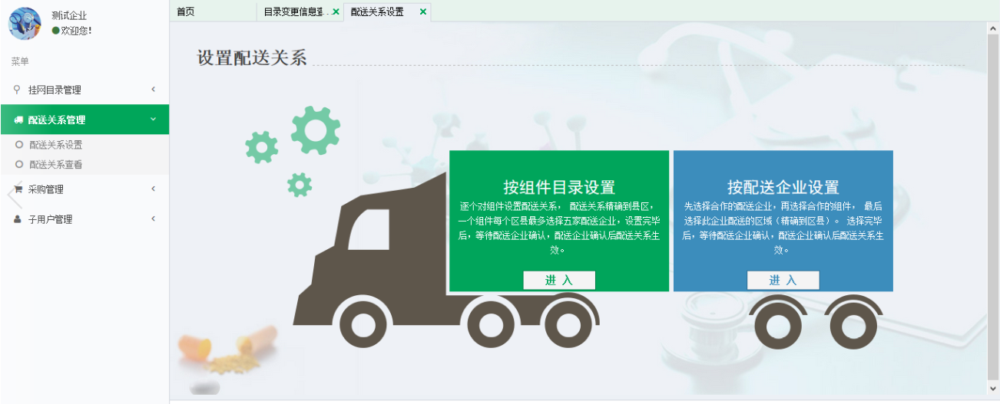 测试企业
欢迎您!
菜单
挂网目录管理
配送关系管理
配送关系设置
配送关系查看
采购管理
子用户管理
首页
目录变更信息查...
配送关系设置
设置配送关系
按组件目录设置
逐个对组件设置配送关系， 配送关系精确到县区，
一个组件每个区县最多选择五家配送企业，设置完毕
后，等待配送企业确认，配送企业确认后配送关系生
效。
进 入
按配送企业设置
先选择合作的配送企业，再选择合作的组件， 最后
选择此企业配送的区域（精确到区县）。 选择完毕
后，等待配送企业确认，配送企业确认后配送关系生
效。
进 入